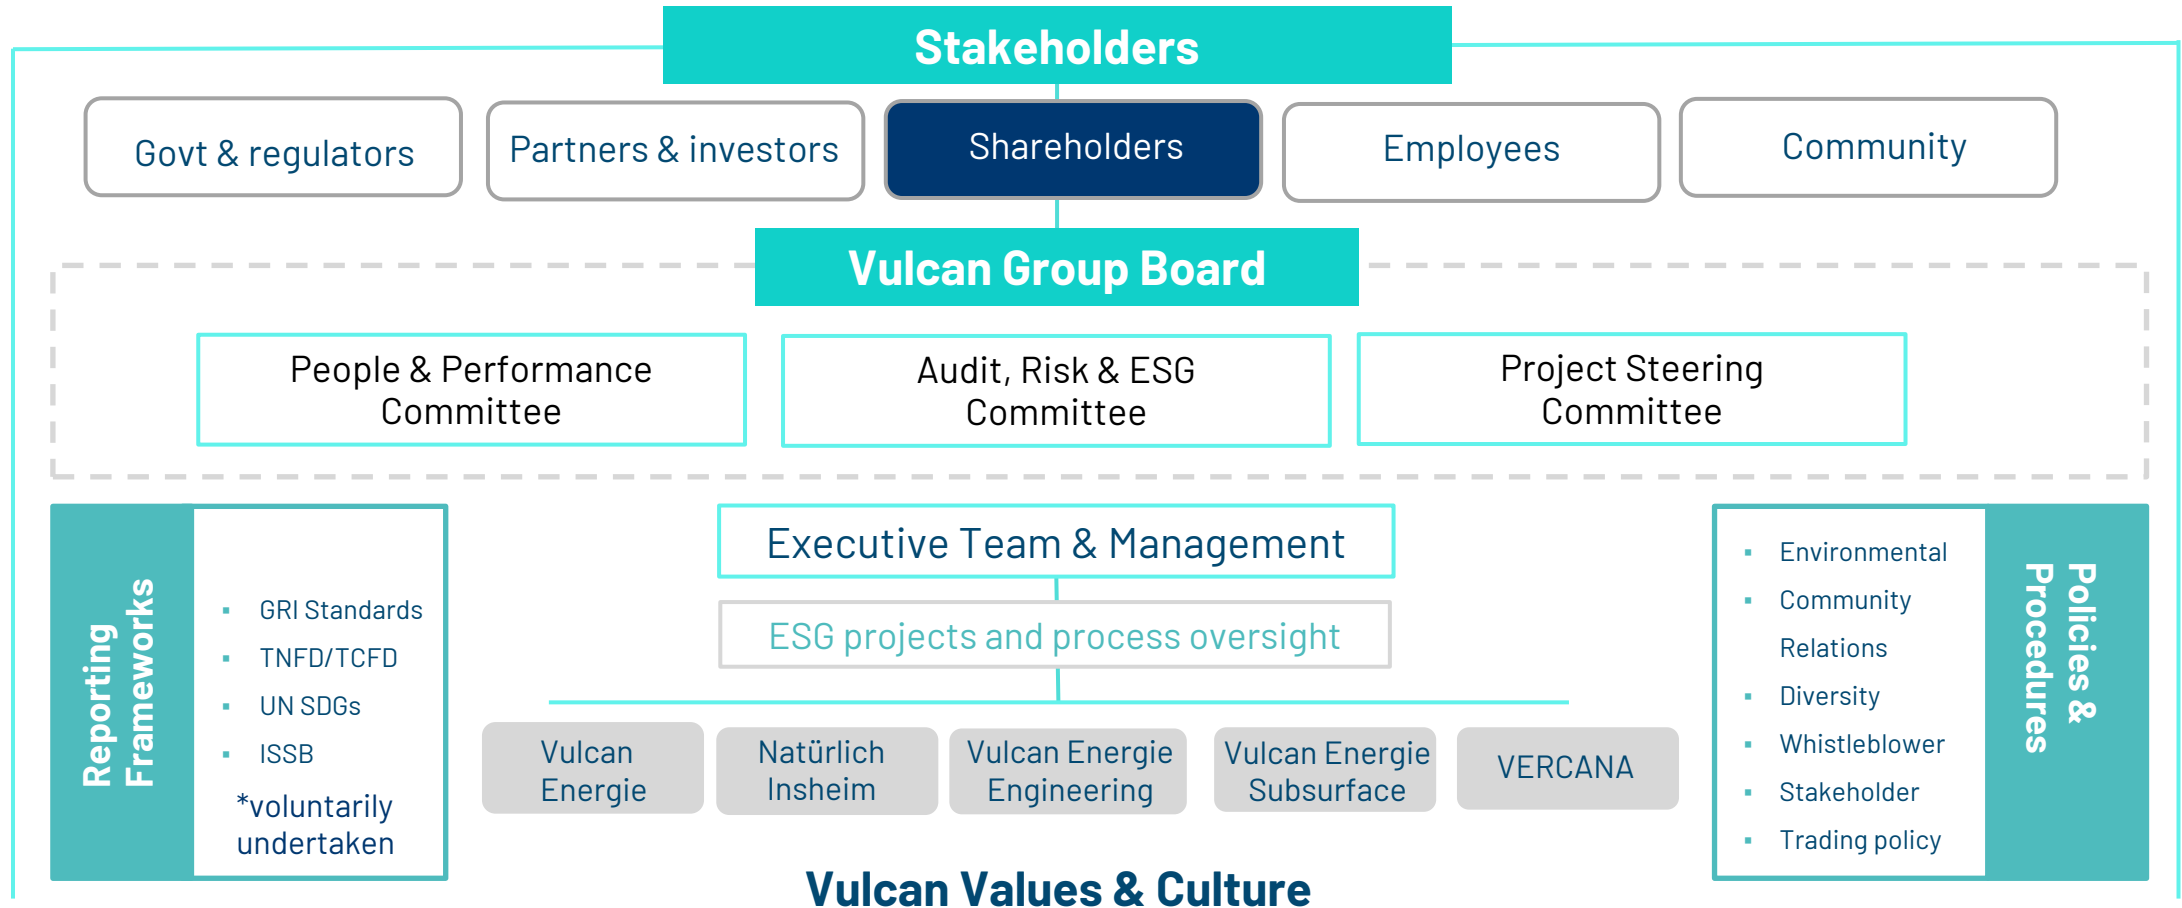 Stakeholders
Govt & regulators
Partners & investors
Shareholders
Employees
Community
Vulcan Group Board
People & Performance
Committee
Audit, Risk & ESG
Committee
Project Steering
Committee
Reporting
Frameworks
▪ GRI Standards
▪ TNFD/TCFD
▪ UN SDGs
▪ ISSB
*voluntarily
undertaken
Executive Team & Management
ESG projects and process oversight
Vulcan
Energie
Natürlich
Insheim
Vulcan Energie
Engineering
Vulcan Energie
Subsurface
VERCANA
▪ Environmental
▪ Community
Relations
▪ Diversity
▪ Whistleblower
▪ Stakeholder
▪ Trading policy
Policies &
Procedures
Vulcan Values & Culture